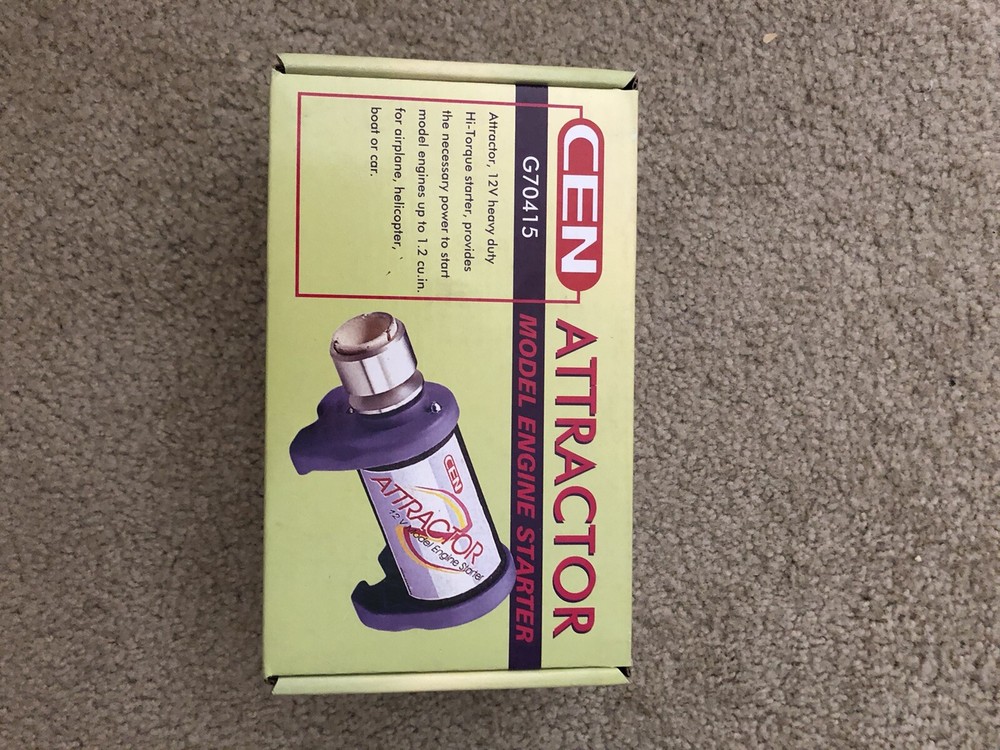 CEN ATTRACTOR
G70415 MODEL ENGINE STARTER
Attractor, 12V heavy duty
Hi-Torque starter, provides
the necessary power to start
model engines up to 1.2 cu.in.
for airplane, helicopter,
boat or car.
CEN
ATTRACTOR
12 V Model Engine Starter